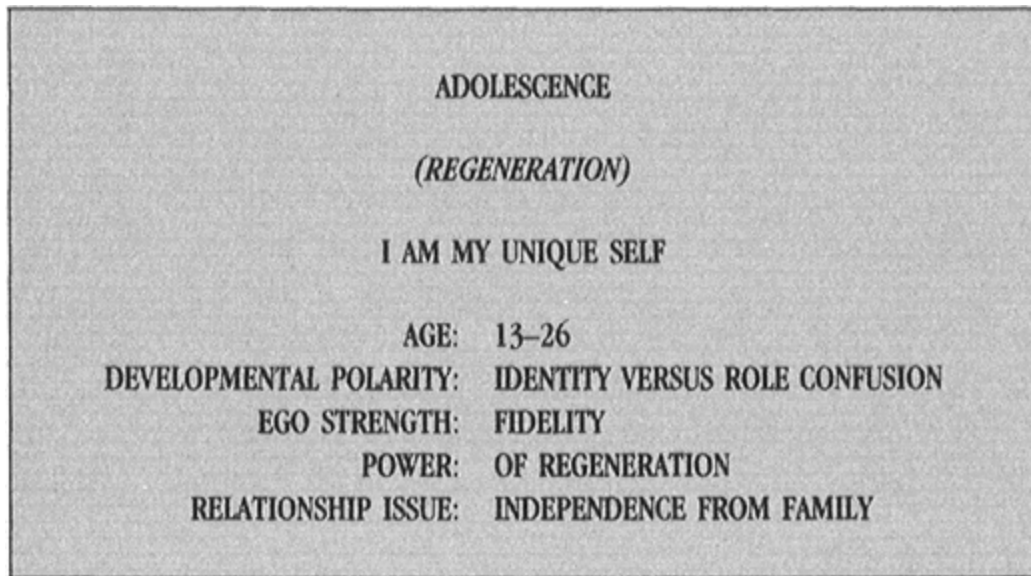 ADOLESCENCE
(REGENERATION)
I AM MY UNIQUE SELF
AGE: 13–26
DEVELOPMENTAL POLARITY: IDENTITY VERSUS ROLE CONFUSION
EGO STRENGTH: FIDELITY
POWER: OF REGENERATION
RELATIONSHIP ISSUE: INDEPENDENCE FROM FAMILY